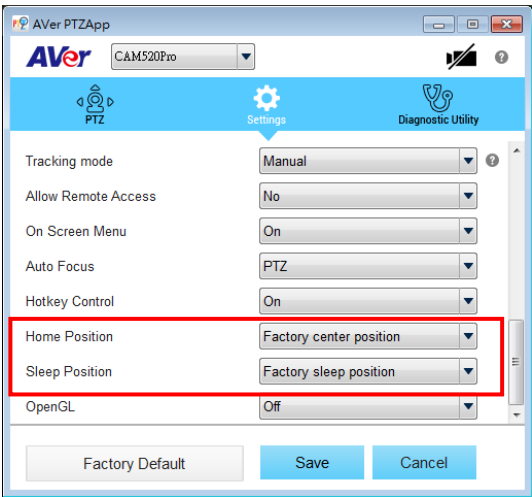 AVer PTZApp
AVer CAM520Pro ?
PTZ Settings Diagnostic Utility
Tracking mode Manual ?
Allow Remote Access No
On Screen Menu On
Auto Focus PTZ
Hotkey Control On
Home Position Factory center position
Sleep Position Factory sleep position
OpenGL Off
Factory Default Save Cancel